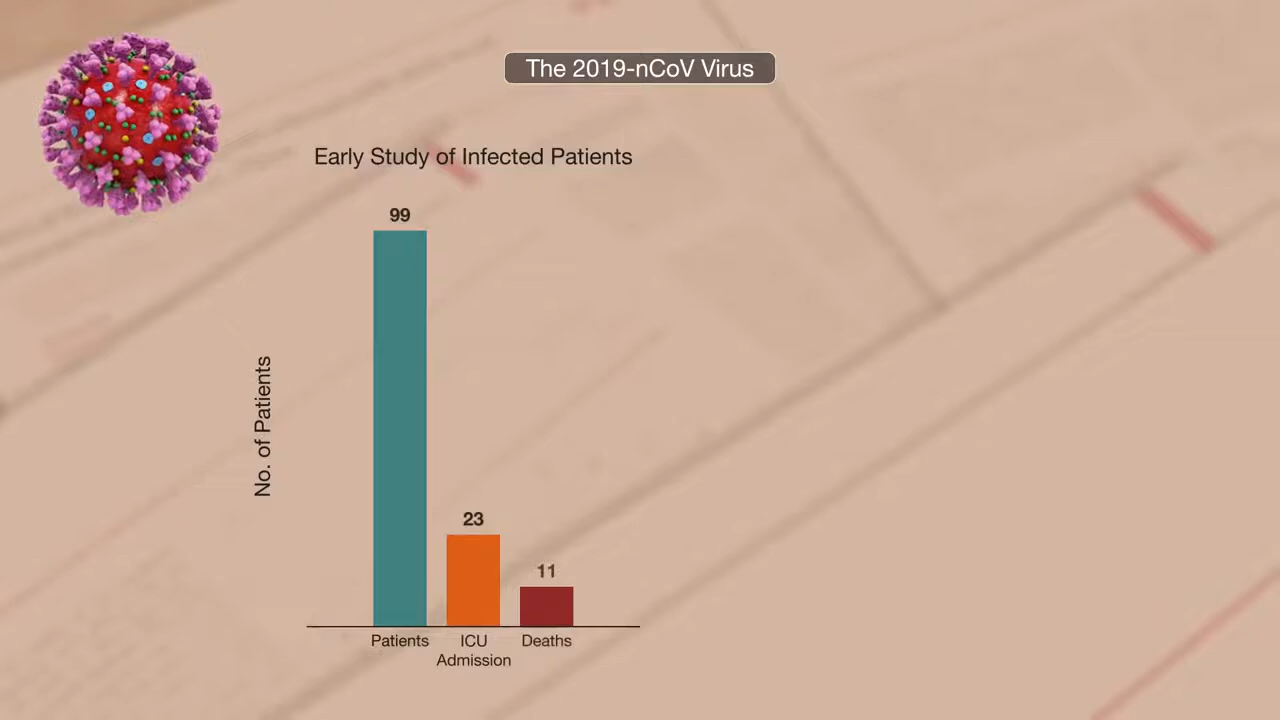 The 2019-nCoV Virus
Early Study of Infected Patients
99
No. of Patients
23
11
Patients
ICU
Admission
Deaths